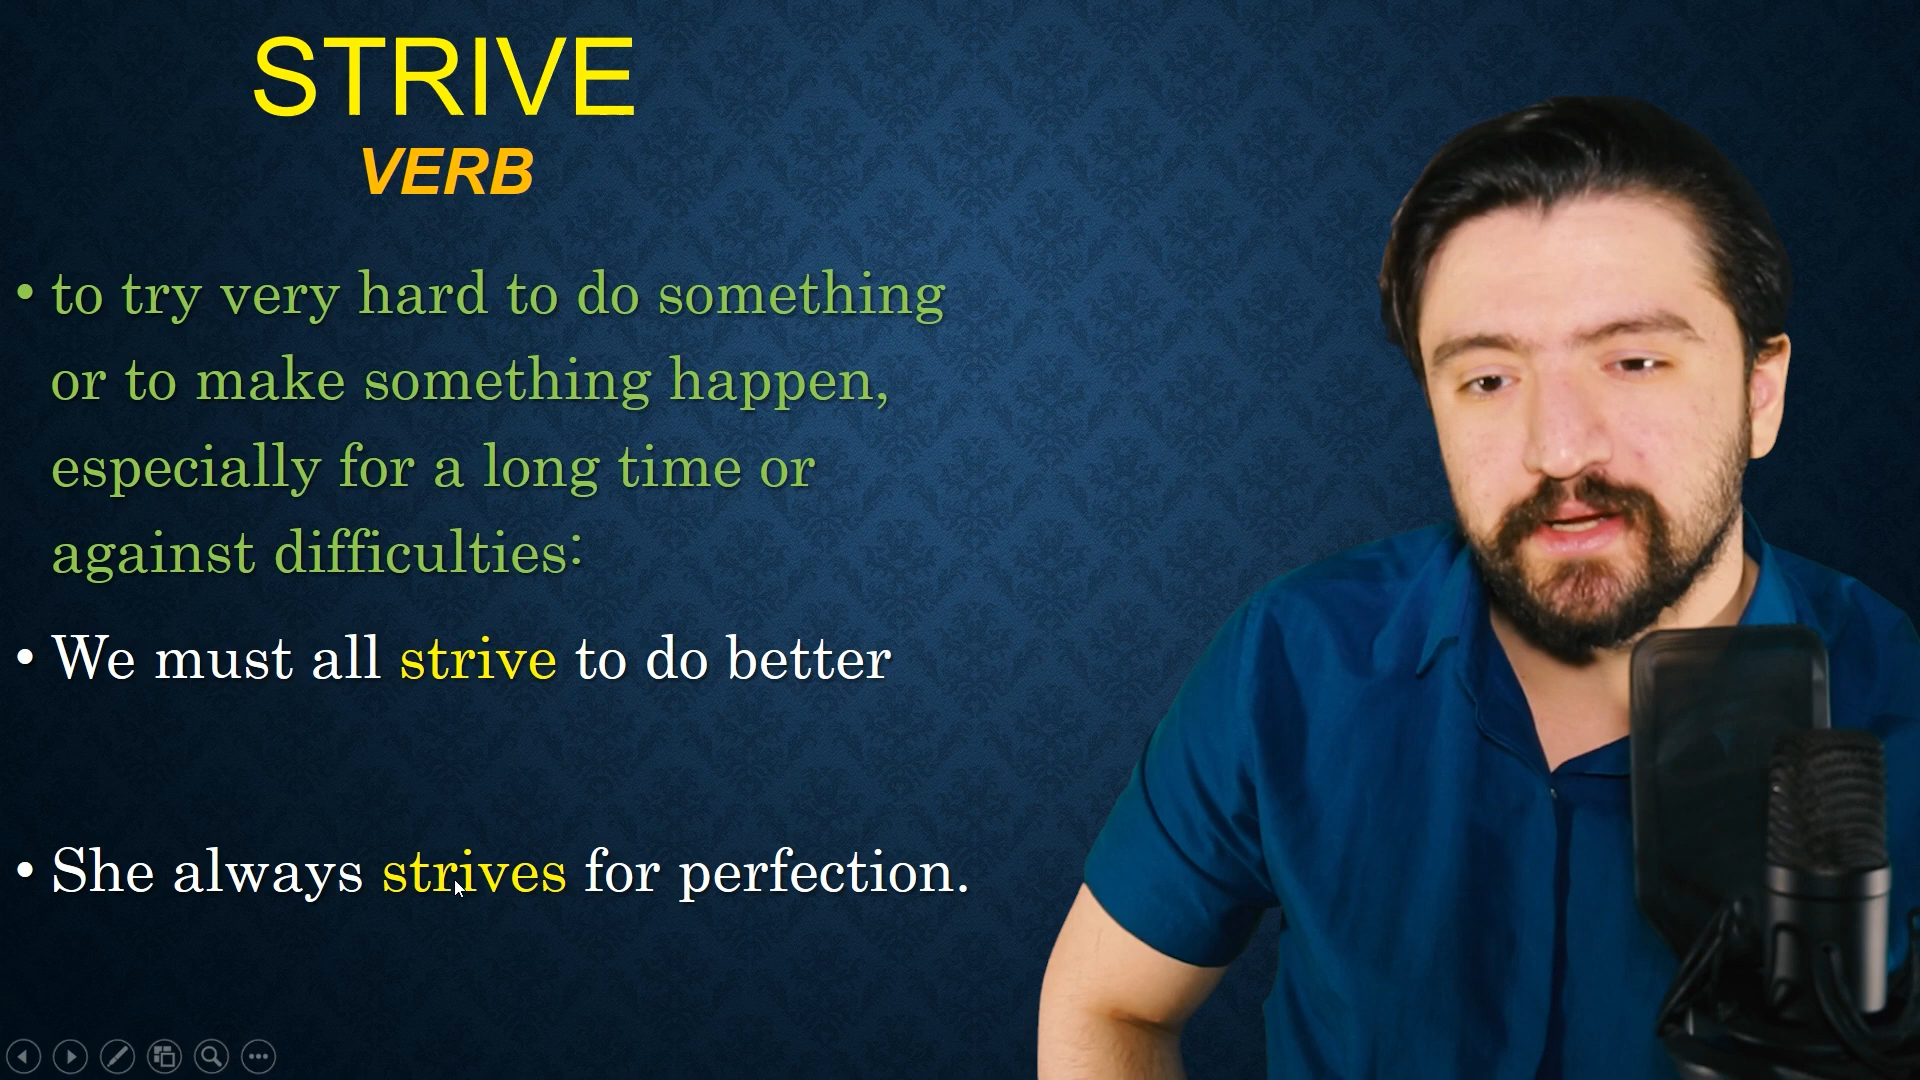 STRIVE
VERB
• to try very hard to do something
or to make something happen,
especially for a long time or
against difficulties:
• We must all strive to do better
• She always strives for perfection.